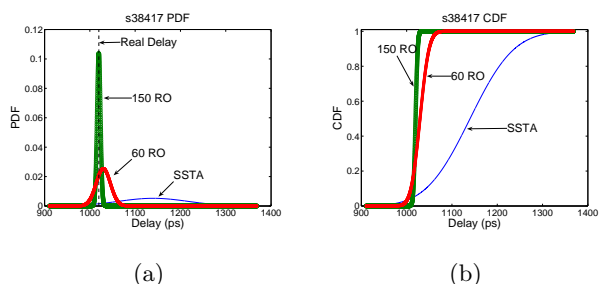 s38417 PDF
0.12
0.1
0.08
0.06
0.04
0.02
0
PDF
Real Delay
150 RO
60 RO
SSTA
900
1000
1100
1200
1300
1400
Delay (ps)
(a)
s38417 CDF
1
0.8
0.6
0.4
0.2
0
CDF
150 RO
60 RO
SSTA
900
1000
1100
1200
1300
1400
Delay (ps)
(b)